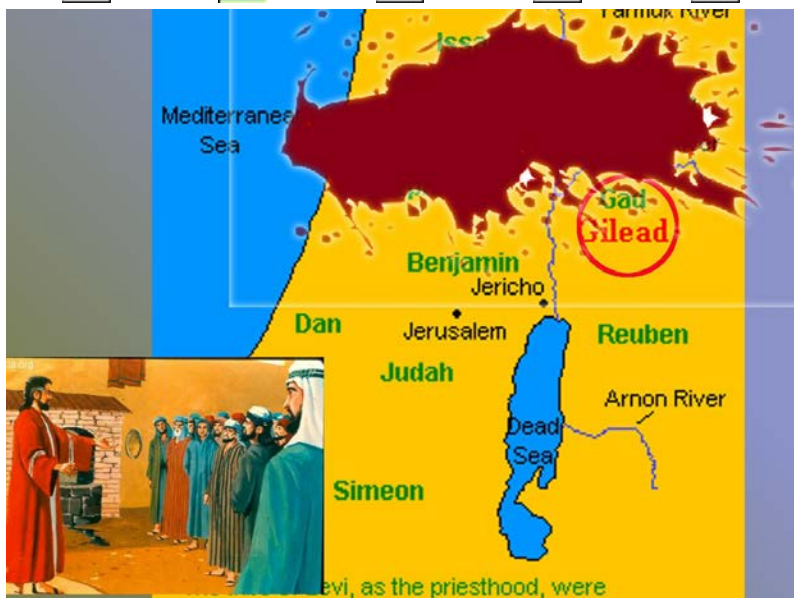 Yarmuk River
Issa
Mediterranea
Sea
Gad
Gilead
Benjamin
Jericho
Dan
Jerusalem
Reuben
Judah
Arnon River
Dead
Sea
Simeon
evi, as the priesthood, were